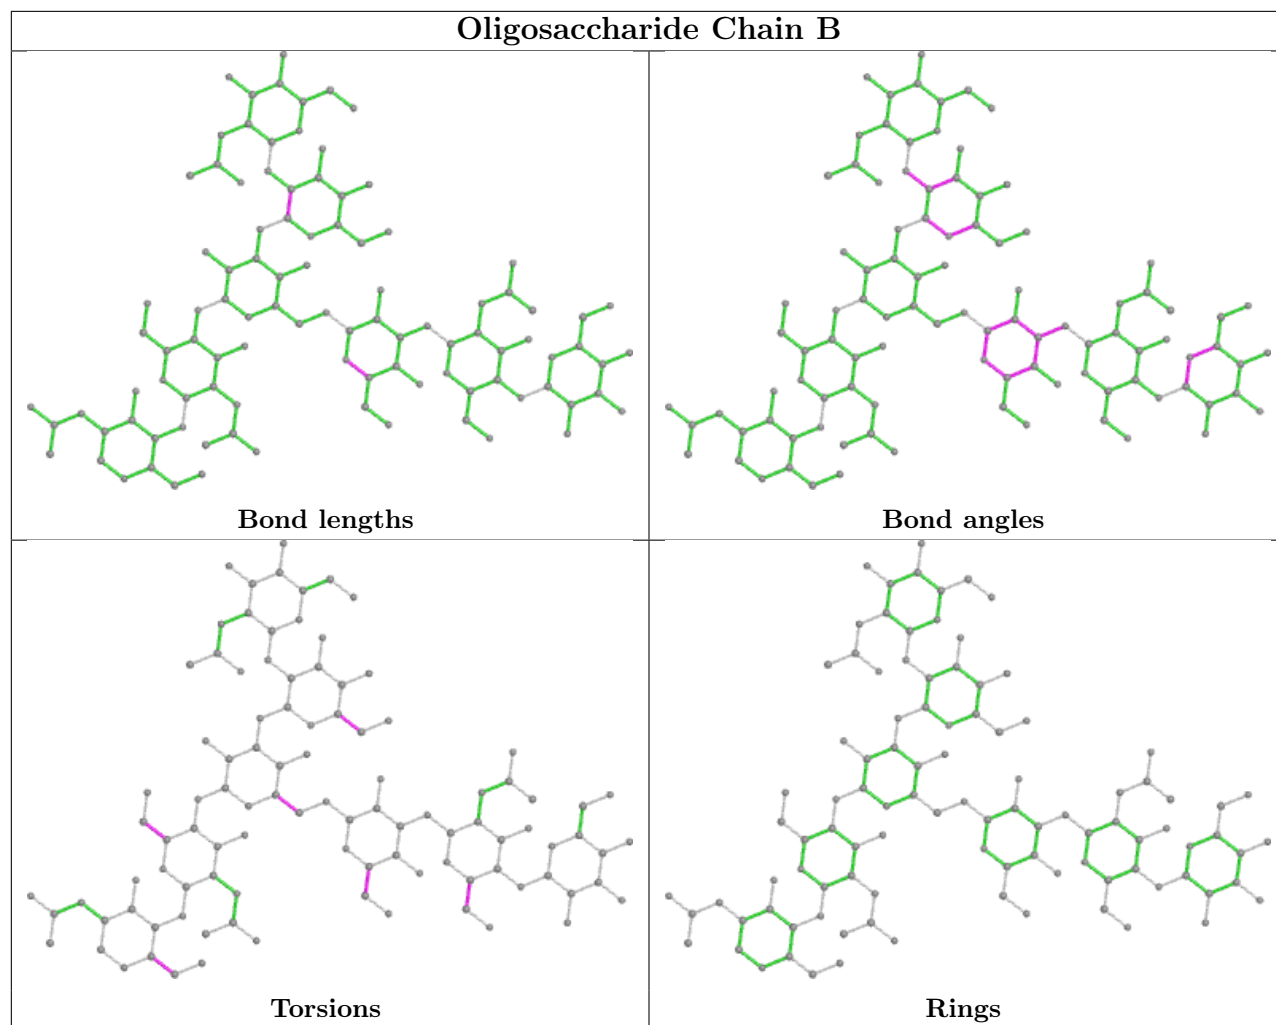 Oligosaccharide Chain B
Bond lengths
Bond angles
Torsions
Rings